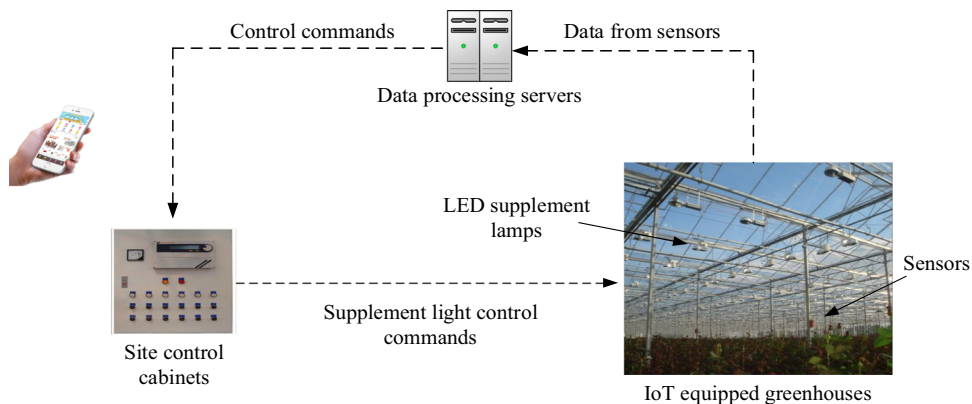 Control commands
Data from sensors
Data processing servers
LED supplement
lamps
Sensors
Supplement light control
commands
Site control
cabinets
IoT equipped greenhouses